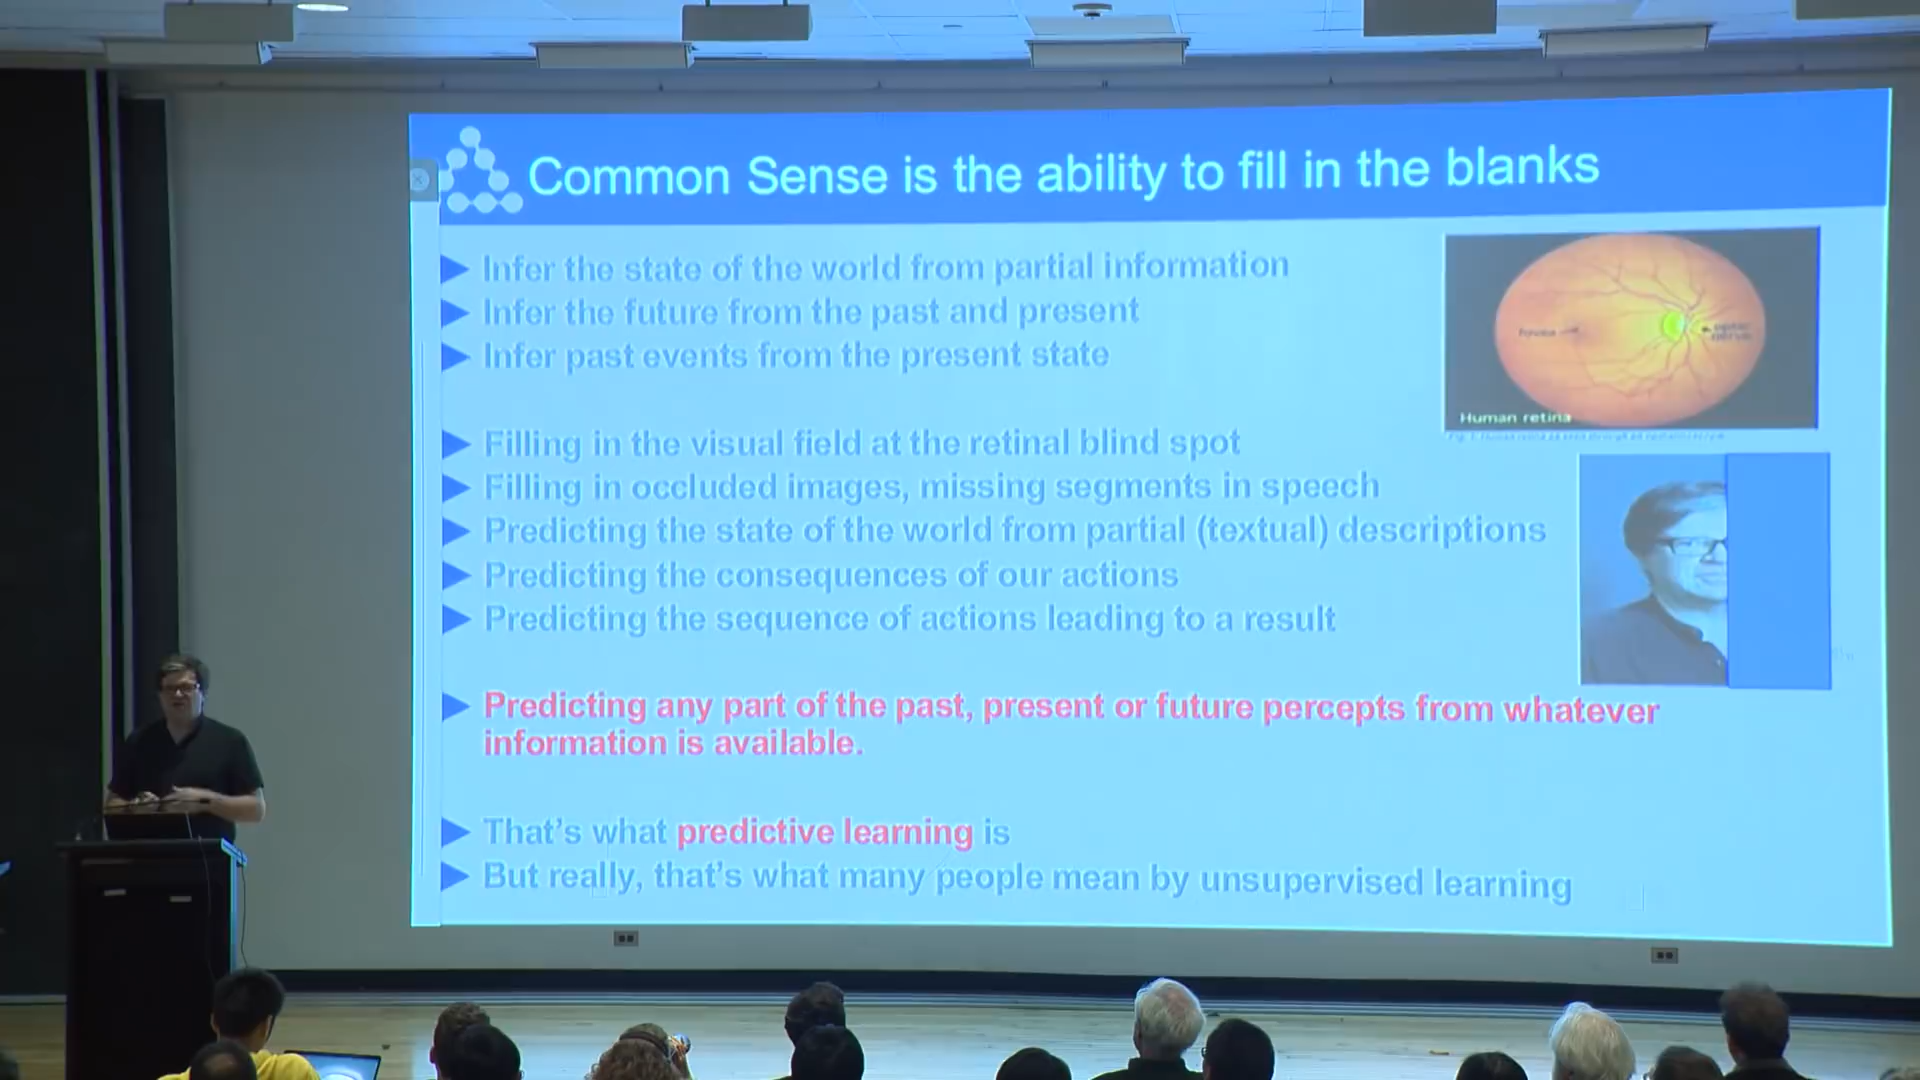 Common Sense is the ability to fill in the blanks
Infer the state of the world from partial information
Infer the future from the past and present
Infer past events from the present state
Fovea
optic
nerve
Human retina
Filling in the visual field at the retinal blind spot
Filling in occluded images, missing segments in speech
Predicting the state of the world from partial (textual) descriptions
Predicting the consequences of our actions
Predicting the sequence of actions leading to a result
Predicting any part of the past, present or future percepts from whatever
information is available.
That's what predictive learning is
But really, that's what many people mean by unsupervised learning